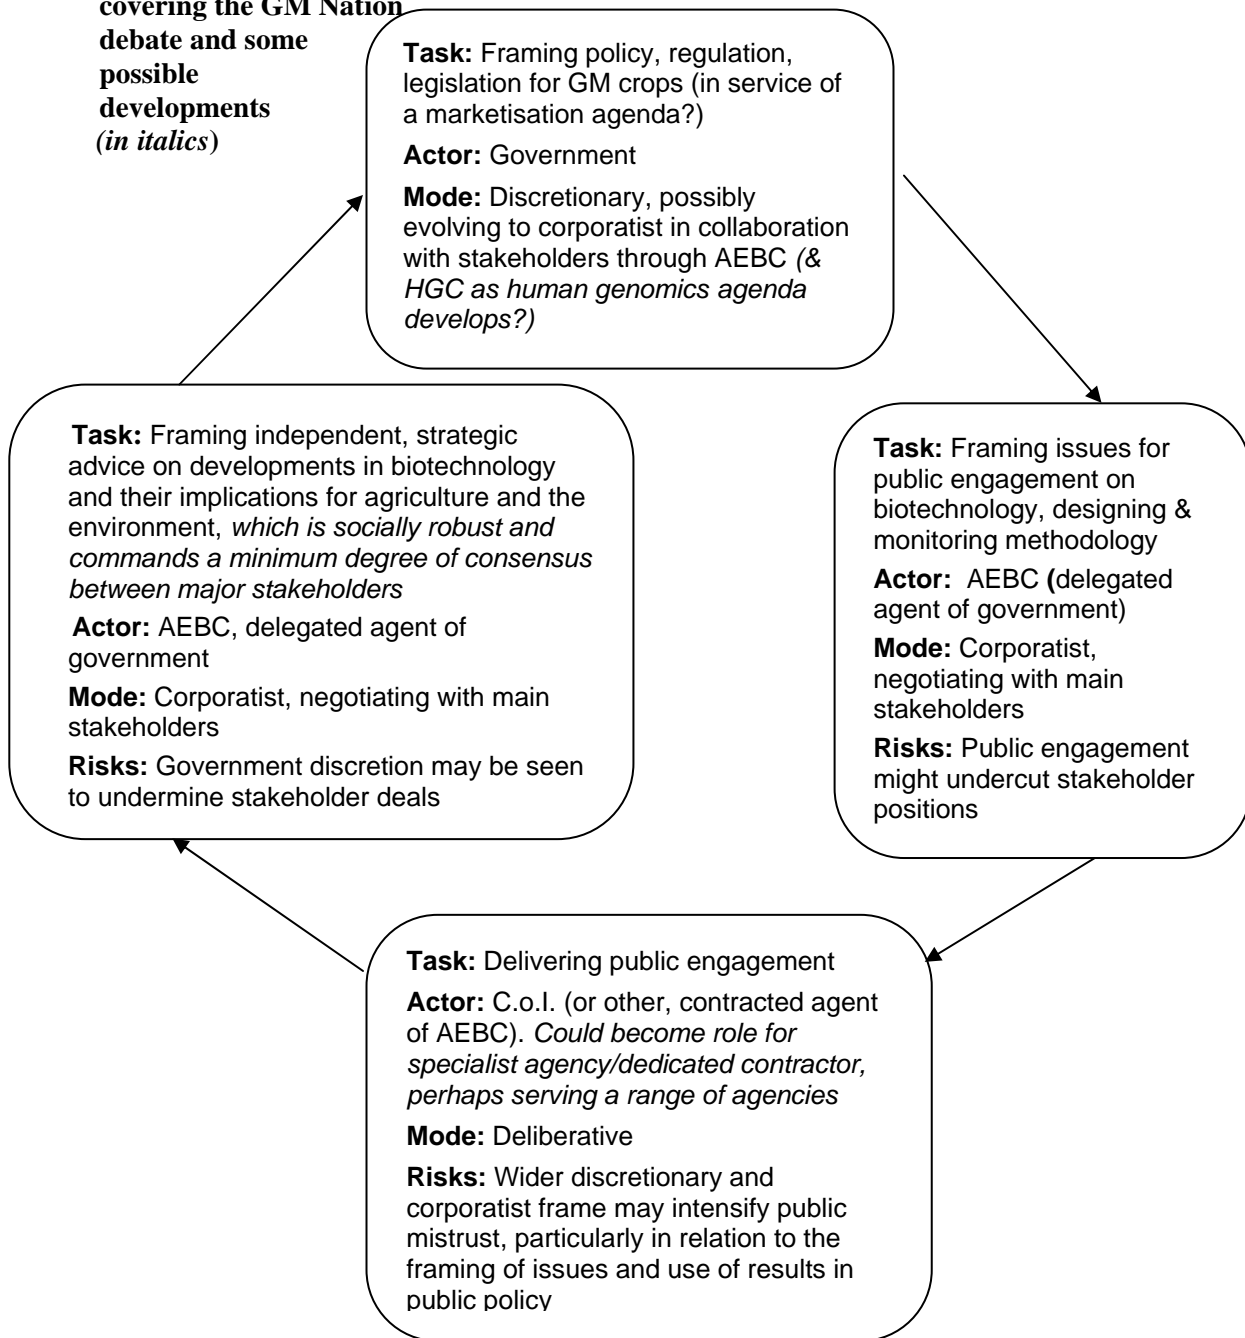 covering the GM Nation
debate and some
possible
developments
(in italics)
Task: Framing policy, regulation,
legislation for GM crops (in service of
a marketisation agenda?)
Actor: Government
Mode: Discretionary, possibly
evolving to corporatist in collaboration
with stakeholders through AEBC (&
HGC as human genomics agenda
develops?)
Task: Framing independent, strategic
advice on developments in biotechnology
and their implications for agriculture and the
environment, which is socially robust and
commands a minimum degree of consensus
between major stakeholders
Actor: AEBC, delegated agent of
government
Mode: Corporatist, negotiating with main
stakeholders
Risks: Government discretion may be seen
to undermine stakeholder deals
Task: Framing issues for
public engagement on
biotechnology, designing &
monitoring methodology
Actor: AEBC (delegated
agent of government)
Mode: Corporatist,
negotiating with main
stakeholders
Risks: Public engagement
might undercut stakeholder
positions
Task: Delivering public engagement
Actor: C.o.I. (or other, contracted agent
of AEBC). Could become role for
specialist agency/dedicated contractor,
perhaps serving a range of agencies
Mode: Deliberative
Risks: Wider discretionary and
corporatist frame may intensify public
mistrust, particularly in relation to the
framing of issues and use of results in
public policy